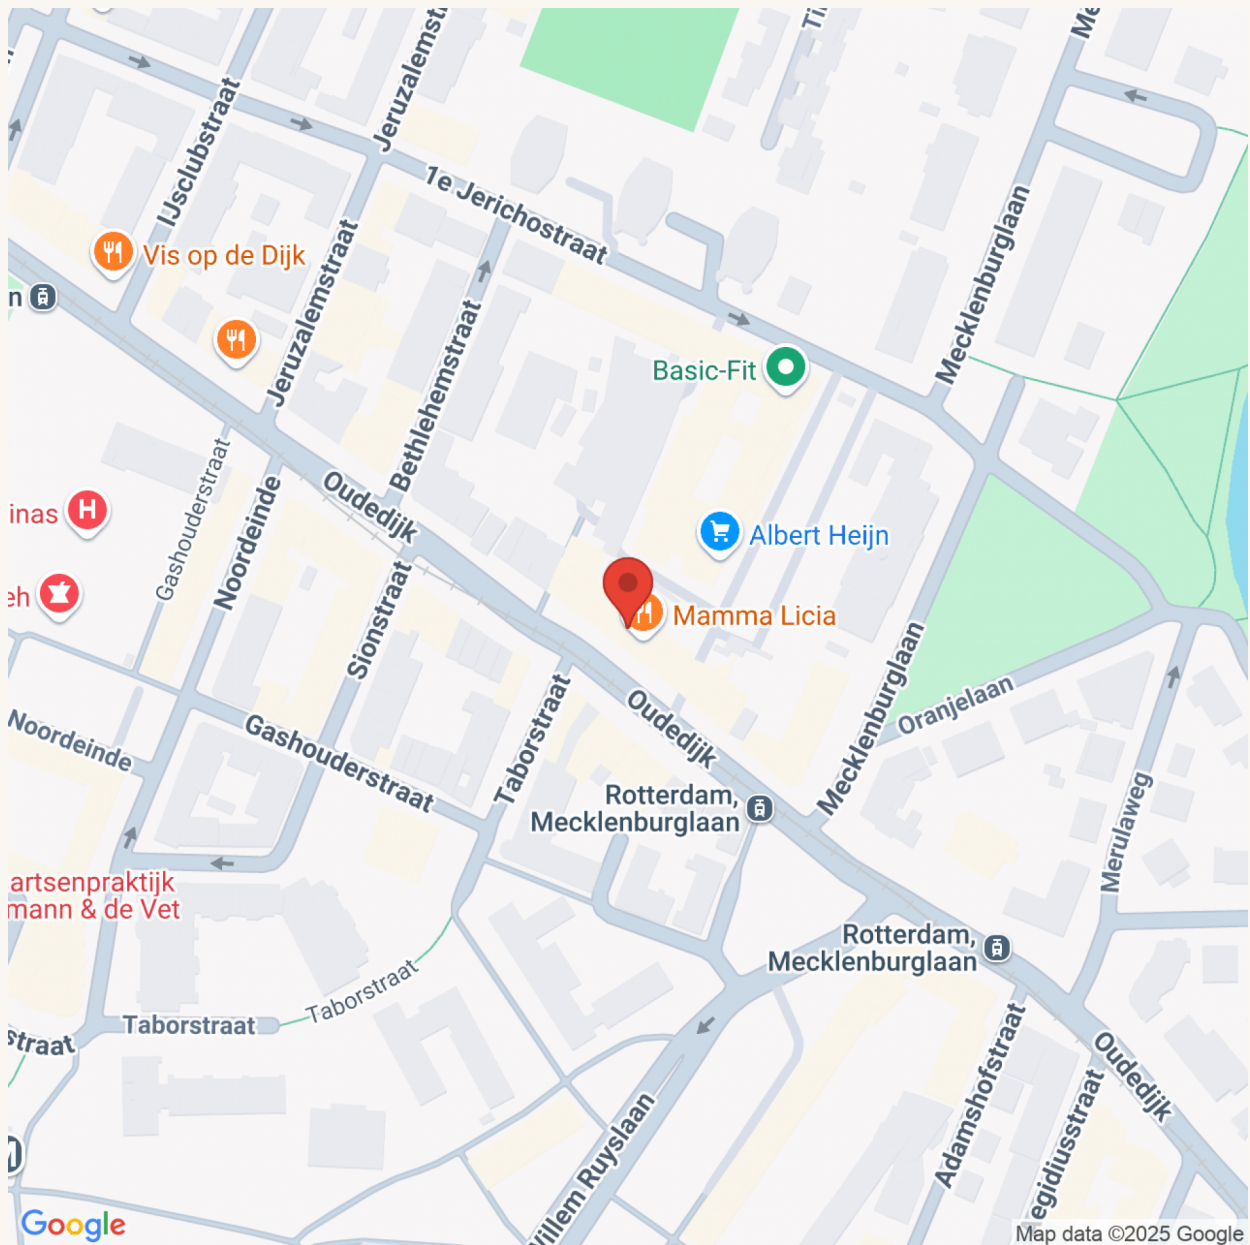 Jeruzalemstr
IJsclubstraat
1e Jerichostraat
Mecklenburglaan
Vis op de Dijk
n
Jeruzalemstraat
Bethlehemstraat
Basic-Fit
Oudedijk
Gashouderstraat
Noordeinde
inas
H
Albert Heijn
eh
Sionstraat
Mamma Licia
Mecklenburglaan
Oranjelaan
Noordeinde
Gashouderstraat
Taborstraat
Oudedijk
Rotterdam,
Mecklenburglaan
Merulaweg
artsenpraktijk
mann & de Vet
Rotterdam,
Mecklenburglaan
Taborstraat
Taborstraat
straat
Oudedijk
Adamshofstraat
egidiusstraat
Willem Ruyslaan
Google
Map data ©2025 Google